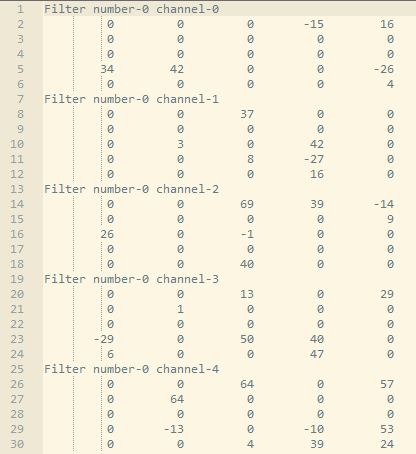 1 Filter number-0 channel-0
2 0 0 0 -15 16
3 0 0 0 0 0
4 0 0 0 0 0
5 34 42 0 0 -26
6 0 0 0 0 4
7 Filter number-0 channel-1
8 0 0 37 0 0
9 0 0 0 0 0
10 0 3 0 42 0
11 0 0 8 -27 0
12 0 0 0 16 0
13 Filter number-0 channel-2
14 0 0 69 39 -14
15 0 0 0 0 9
16 26 0 -1 0 0
17 0 0 0 0 0
18 0 0 40 0 0
19 Filter number-0 channel-3
20 0 0 13 0 29
21 0 1 0 0 0
22 0 0 0 0 0
23 -29 0 50 40 0
24 6 0 0 47 0
25 Filter number-0 channel-4
26 0 0 64 0 57
27 0 64 0 0 0
28 0 0 0 0 0
29 0 -13 0 -10 53
30 0 0 4 39 24